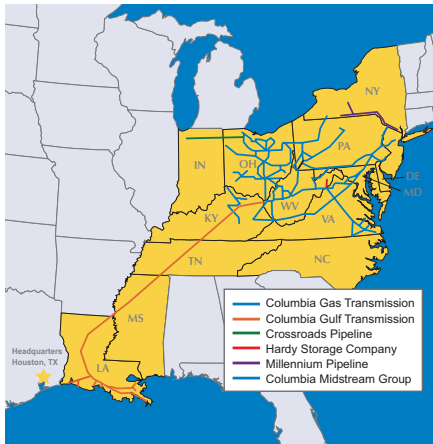 NY
PA
IN
OH
DE
MD
WV
KY
VA
TN
NC
MS
LA
Headquarters
Houston, TX
Columbia Gas Transmission
Columbia Gulf Transmission
Crossroads Pipeline
Hardy Storage Company
Millennium Pipeline
Columbia Midstream Group